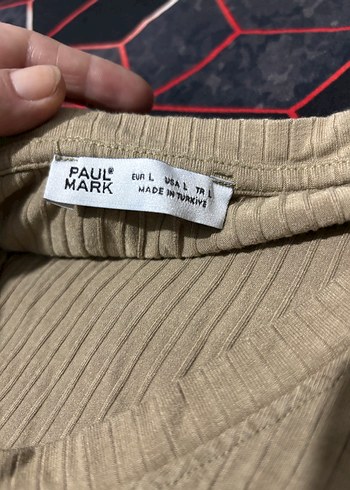 PAUL®
MARK
EUR L USA L TR L
MADE IN TURKIYE